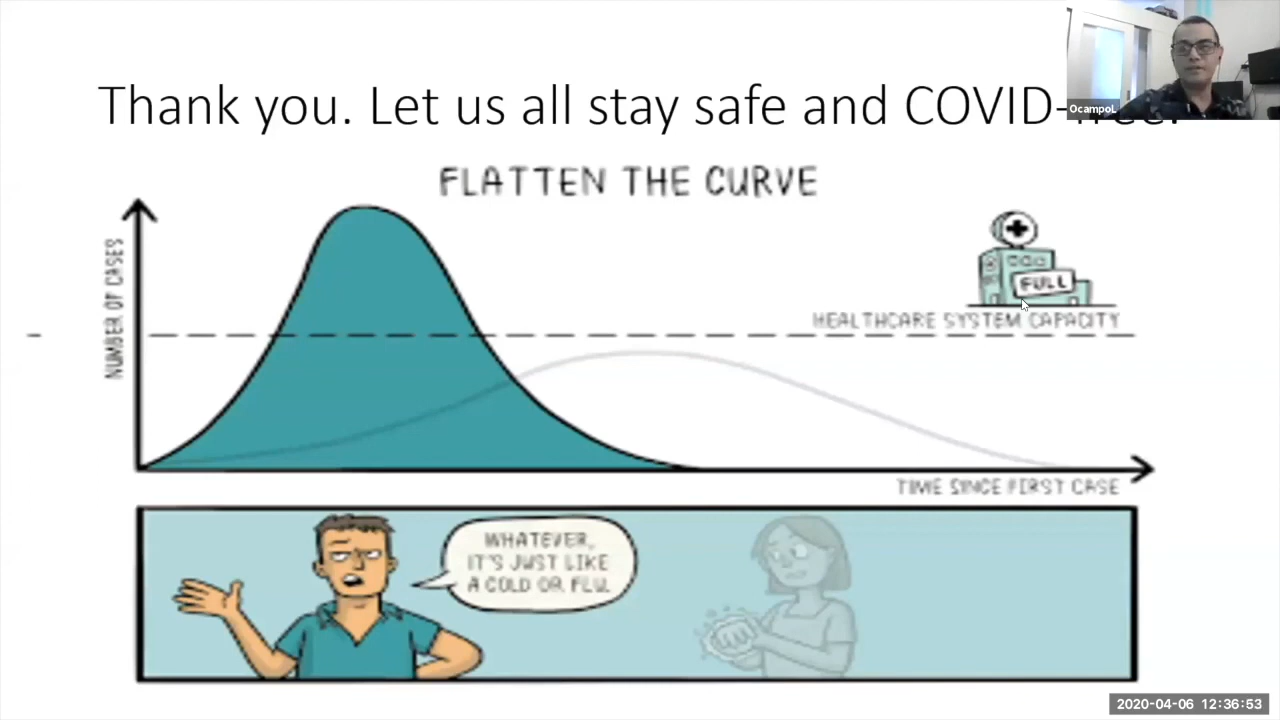 Thank you. Let us all stay safe and COVID-free.
OcampoL
FLATTEN THE CURVE
NUMBER OF CASES
FULL
HEALTHCARE SYSTEM CAPACITY
TIME SINCE FIRST CASE
WHATEVER,
IT'S JUST LIKE
A COLD OR FLU.
2020-04-06 12:36:53